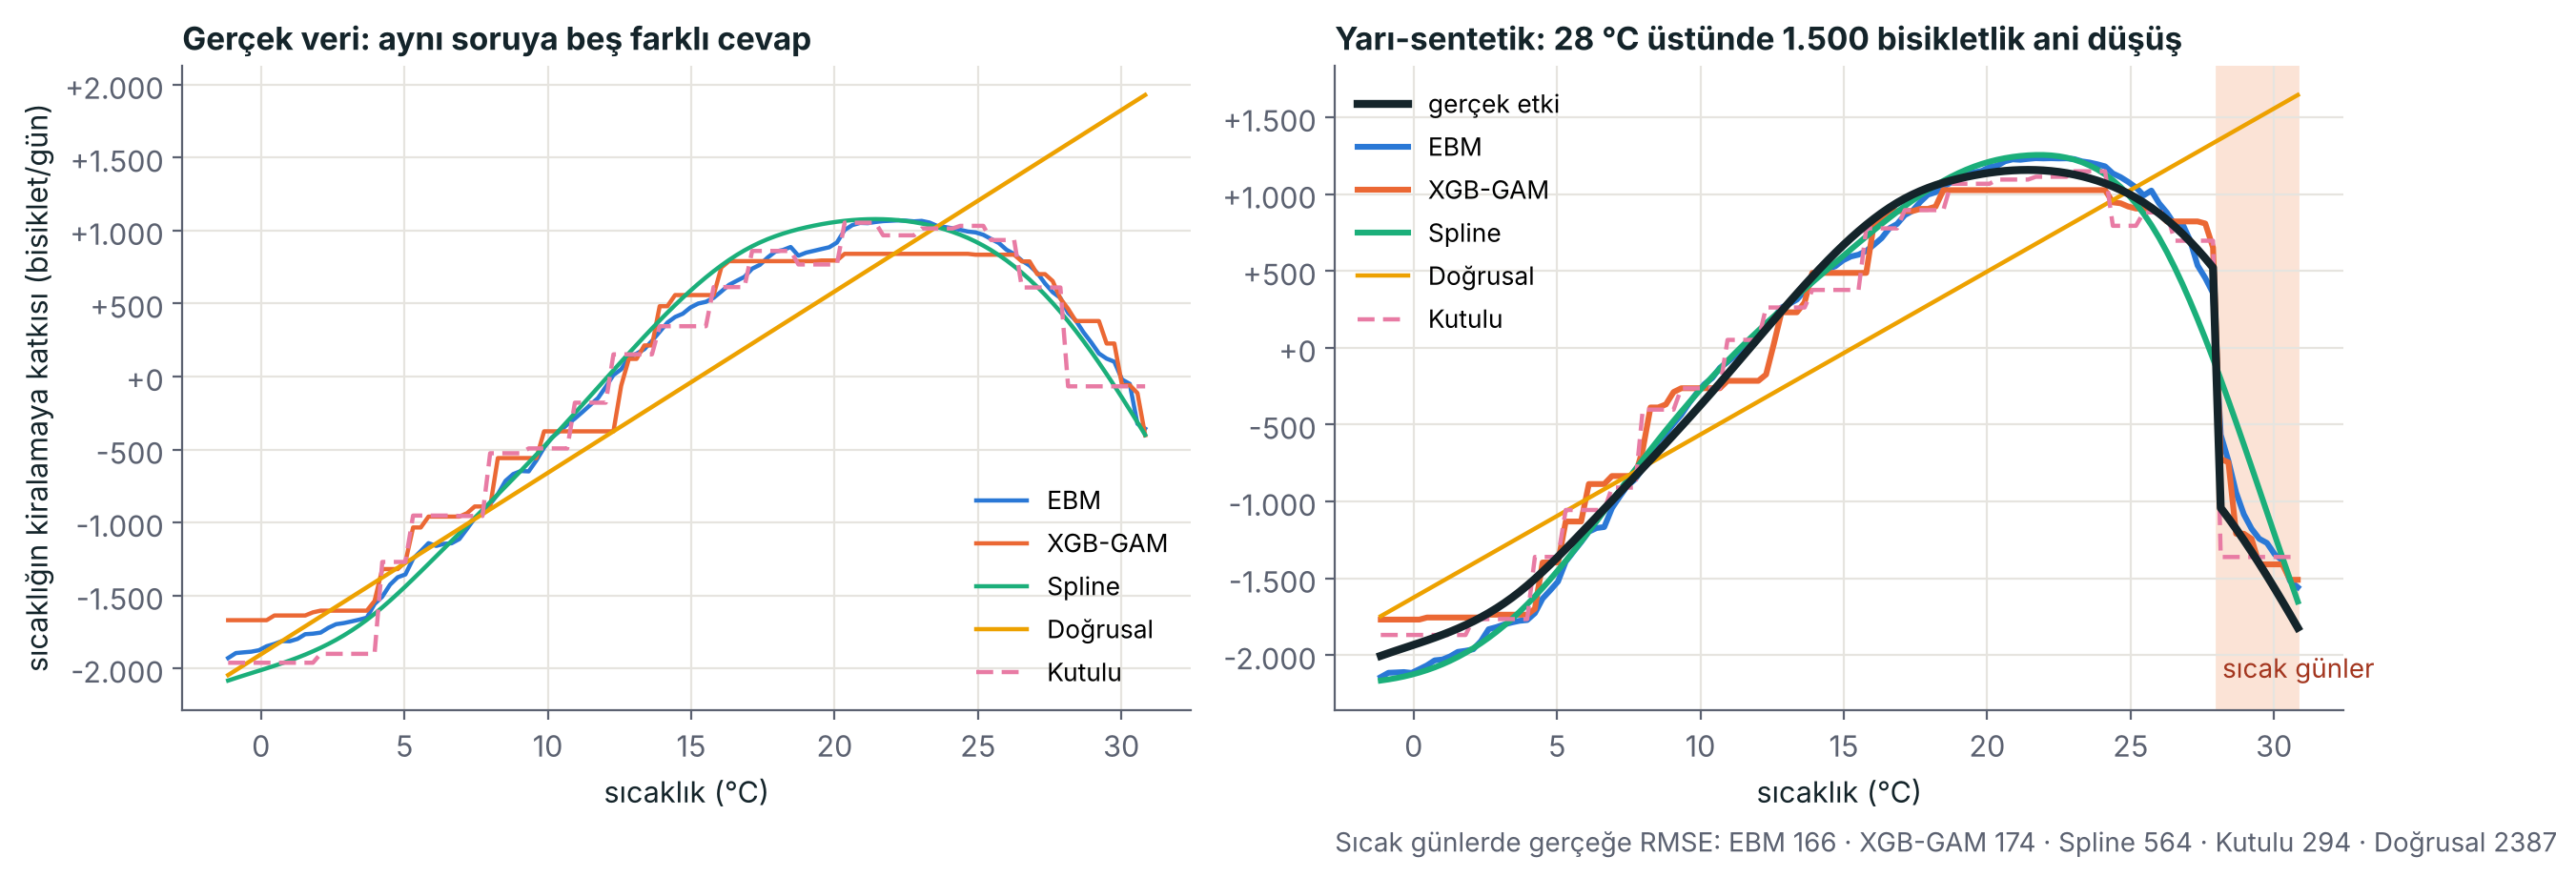 Gerçek veri: aynı soruya beş farklı cevap
+2.000
+1.500
+1.000
+500
+0
-500
-1.000
-1.500
-2.000
sıcaklığın kiralamaya katkısı (bisiklet/gün)
EBM
XGB-GAM
Spline
Doğrusal
Kutulu
0 5 10 15 20 25 30
sıcaklık (°C)
Yarı-sentetik: 28 °C üstünde 1.500 bisikletlik ani düşüş
+1.500
+1.000
+500
+0
-500
-1.000
-1.500
-2.000
gerçek etki
EBM
XGB-GAM
Spline
Doğrusal
Kutulu
sıcak günler
0 5 10 15 20 25 30
sıcaklık (°C)
Sıcak günlerde gerçeğe RMSE: EBM 166 · XGB-GAM 174 · Spline 564 · Kutulu 294 · Doğrusal 2387